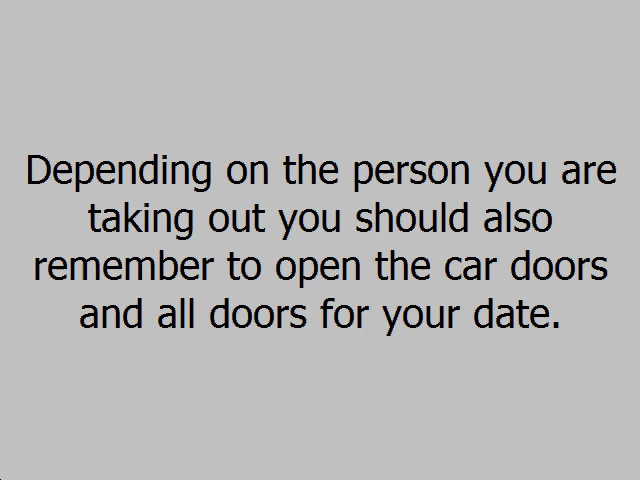 Depending on the person you are
taking out you should also
remember to open the car doors
and all doors for your date.